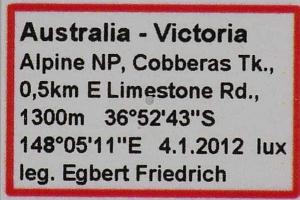 Australia - Victoria
Alpine NP, Cobberas Tk.,
0,5km E Limestone Rd.,
1300m 36°52'43"S
148°05'11"E 4.1.2012 lux
leg. Egbert Friedrich